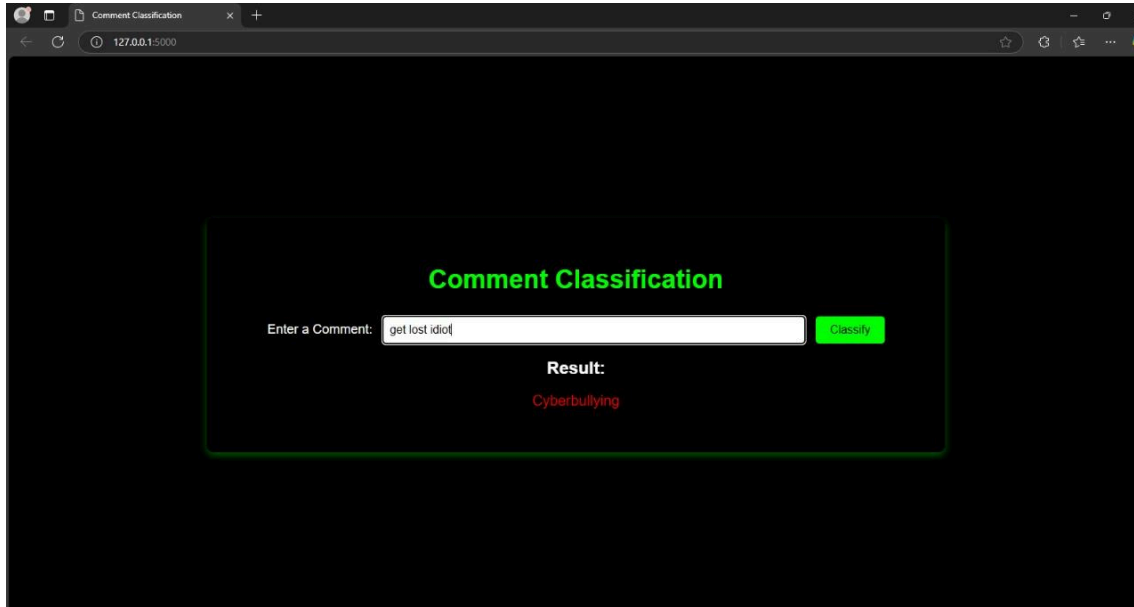 Comment Classification
127.0.0.1:5000
Comment Classification
Enter a Comment: get lost idiot Classify
Result:
Cyberbullying